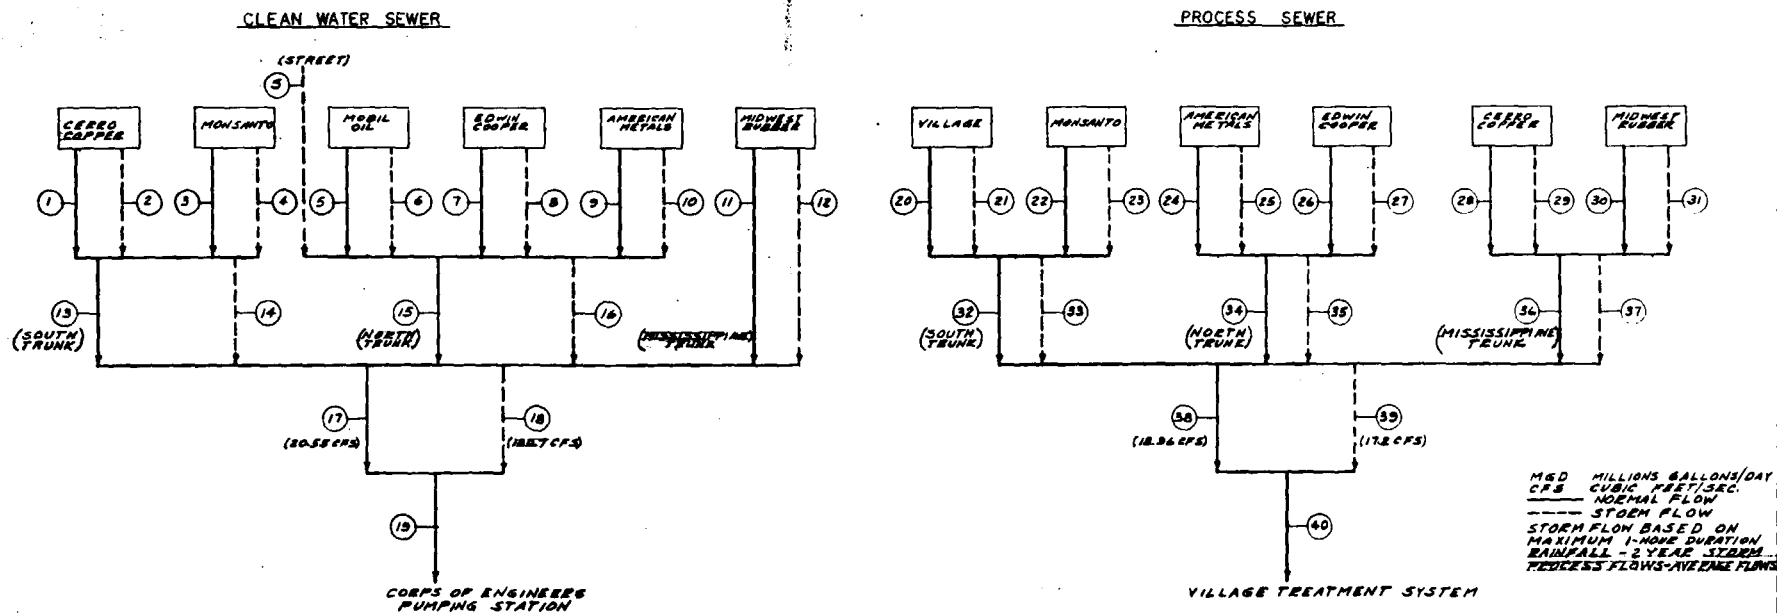 CLEAN WATER SEWER
(STREET)
S
CERRO
COPPER
MONSANTO
MOBIL
OIL
EDWIN
COOPER
AMERICAN
METALS
MIDWEST
RUBBER
1
2
3
4
5
6
7
8
9
10
11
12
13
(SOUTH
TRUNK)
14
15
(NORTH
TRUNK)
16
(MISSISSIPPI AVE)
TRUNK
17
(20.55 CFS)
18
19
CORPS OF ENGINEERS
PUMPING STATION
PROCESS SEWER
VILLAGE
MONSANTO
AMERICAN
METALS
EDWIN
COOPER
CERRO
COPPER
MIDWEST
RUBBER
20
21
22
23
24
25
26
27
28
29
30
31
32
(SOUTH
TRUNK)
33
34
(NORTH
TRUNK)
35
36
(MISSISSIPPI AVE
TRUNK)
37
38
(18.96 CFS)
39
(17.2 CFS)
40
VILLAGE TREATMENT SYSTEM
MGD MILLIONS GALLONS/DAY
CFS CUBIC FEET/SEC.
NORMAL FLOW
STORM FLOW
STORM FLOW BASED ON
MAXIMUM 1-HOUR DURATION
RAINFALL - 2 YEAR STORM
PROCESS FLOWS-AVERAGE FLOWS